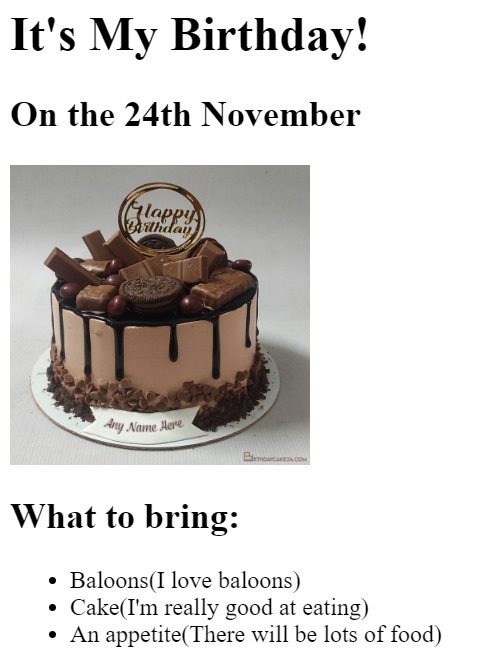 It's My Birthday!
On the 24th November
Happy
Birthday
Any Name Here
BIRTHDAYCAKE24.COM
What to bring:
Baloons(I love baloons)
Cake(I'm really good at eating)
An appetite(There will be lots of food)